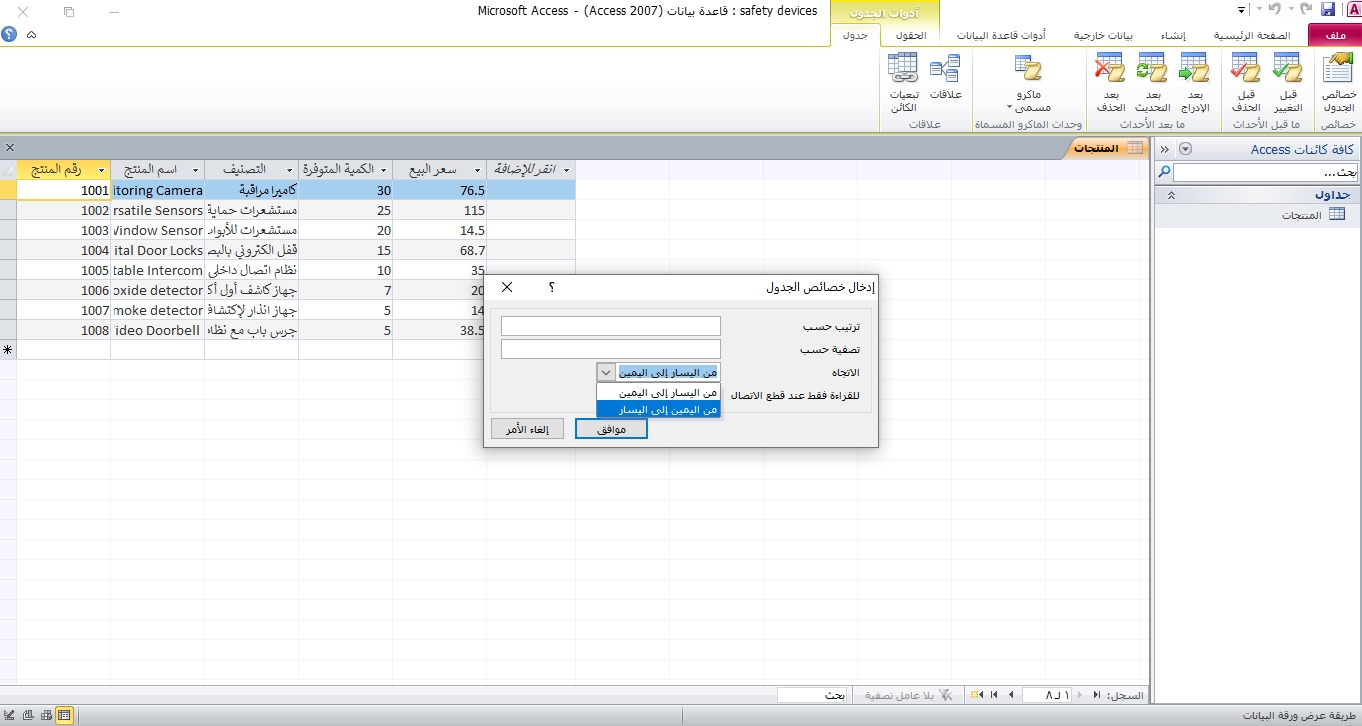 safety devices : قاعدة بيانات (Access 2007) - Microsoft Access
أدوات الجدول
ملف
الصفحة الرئيسية
إنشاء
بيانات خارجية
أدوات قاعدة البيانات
الحقول
جدول
خصائص الجدول
قبل التغيير
قبل الحذف
بعد الإدراج
بعد التحديث
بعد الحذف
ماكرو مسمى
علاقات
تبعيات الكائن
خصائص
ما قبل الأحداث
ما بعد الأحداث
وحدات الماكرو المسماة
علاقات
كافة كائنات Access
بحث...
جداول
المنتجات
المنتجات
رقم المنتج اسم المنتج التصنيف الكمية المتوفرة سعر البيع انقر للإضافة
1001 itoring Camera كاميرا مراقبة 30 76.5
1002 rsatile Sensors مستشعرات حماية 25 115
1003 Window Sensor مستشعرات للأبواب 20 14.5
1004 ital Door Locks قفل الكتروني بالبص 15 68.7
1005 table Intercom نظام اتصال داخلي 10 35
1006 oxide detector جهاز كاشف أول أك 7 20
1007 moke detector جهاز انذار لإكتشاف 5 14
1008 ideo Doorbell جرس باب مع نظام 5 38.5
إدخال خصائص الجدول
ترتيب حسب
تصفية حسب
الاتجاه من اليسار إلى اليمين
من اليسار إلى اليمين
للقراءة فقط عند قطع الاتصال
من اليمين إلى اليسار
موافق إلغاء الأمر
السجل: ١ لـ ٨ بلا عامل تصفية بحث
طريقة عرض ورقة البيانات